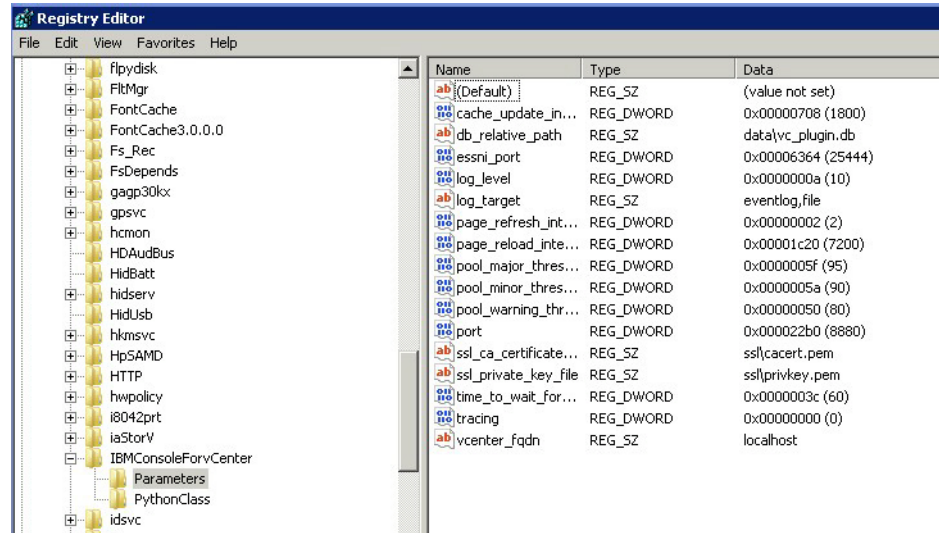 Registry Editor
File Edit View Favorites Help
flpydisk
FltMgr
FontCache
FontCache3.0.0.0
Fs_Rec
FsDepends
gagp30kx
gpsvc
hcmon
HDAudBus
HidBatt
hidserv
HidUsb
hkmsvc
HpSAMD
HTTP
hwpolicy
i8042prt
iaStorV
IBMConsoleForvCenter
Parameters
PythonClass
idsvc
Name Type Data
(Default) REG_SZ (value not set)
cache_update_in... REG_DWORD 0x00000708 (1800)
db_relative_path REG_SZ data\vc_plugin.db
essni_port REG_DWORD 0x00006364 (25444)
log_level REG_DWORD 0x0000000a (10)
log_target REG_SZ eventlog,file
page_refresh_int... REG_DWORD 0x00000002 (2)
page_reload_inte... REG_DWORD 0x00001c20 (7200)
pool_major_thres... REG_DWORD 0x0000005f (95)
pool_minor_thres... REG_DWORD 0x0000005a (90)
pool_warning_thr... REG_DWORD 0x00000050 (80)
port REG_DWORD 0x000022b0 (8880)
ssl_ca_certificate... REG_SZ ssl\cacert.pem
ssl_private_key_file REG_SZ ssl\privkey.pem
time_to_wait_for... REG_DWORD 0x0000003c (60)
tracing REG_DWORD 0x00000000 (0)
vcenter_fqdn REG_SZ localhost